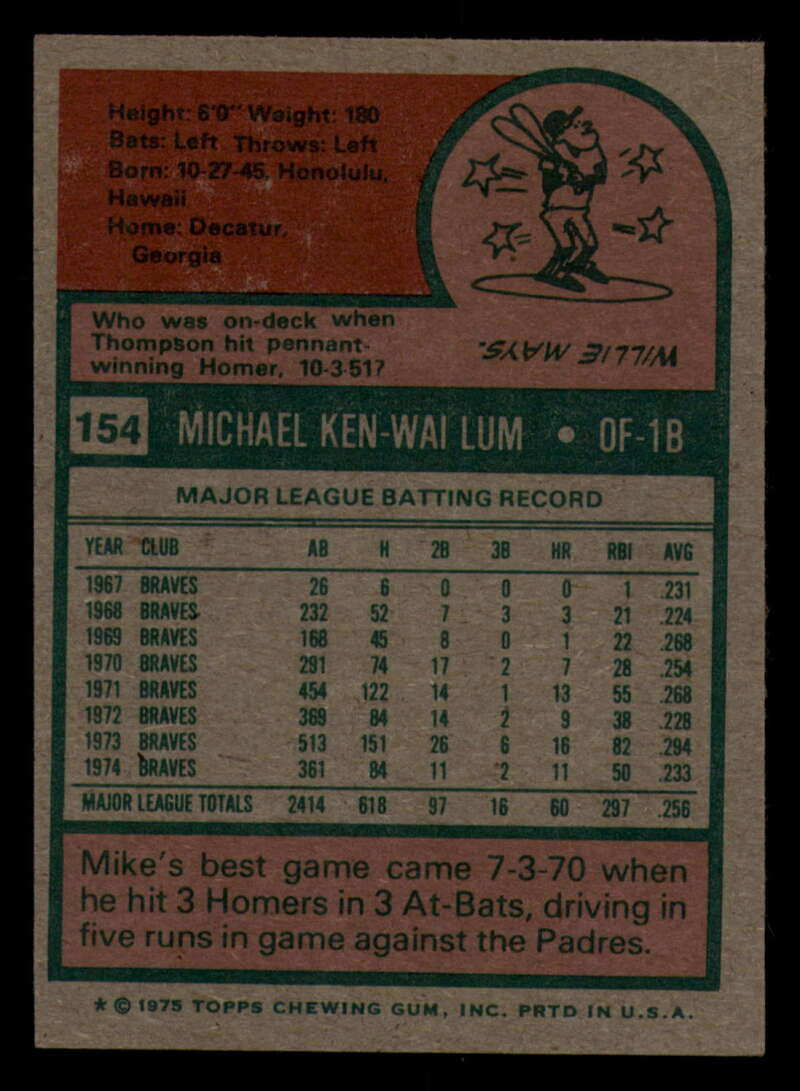 Height: 6'0" Weight: 180
Bats: Left Throws: Left
Born: 10-27-45, Honolulu,
Hawaii
Home: Decatur,
Georgia
Who was on-deck when
Thompson hit pennant-
winning Homer, 10-3-51?
WILLIE MAYS.
154 MICHAEL KEN-WAI LUM • OF-1B
MAJOR LEAGUE BATTING RECORD
YEAR CLUB AB H 2B 3B HR RBI AVG
1967 BRAVES 26 6 0 0 0 1 .231
1968 BRAVES 232 52 7 3 3 21 .224
1969 BRAVES 168 45 8 0 1 22 .268
1970 BRAVES 291 74 17 2 7 28 .254
1971 BRAVES 454 122 14 1 13 55 .268
1972 BRAVES 369 84 14 2 9 38 .228
1973 BRAVES 513 151 26 6 16 82 .294
1974 BRAVES 361 84 11 2 11 50 .233
MAJOR LEAGUE TOTALS 2414 618 97 16 60 297 .256
Mike's best game came 7-3-70 when
he hit 3 Homers in 3 At-Bats, driving in
five runs in game against the Padres.
* © 1975 TOPPS CHEWING GUM, INC. PRTD IN U.S.A.